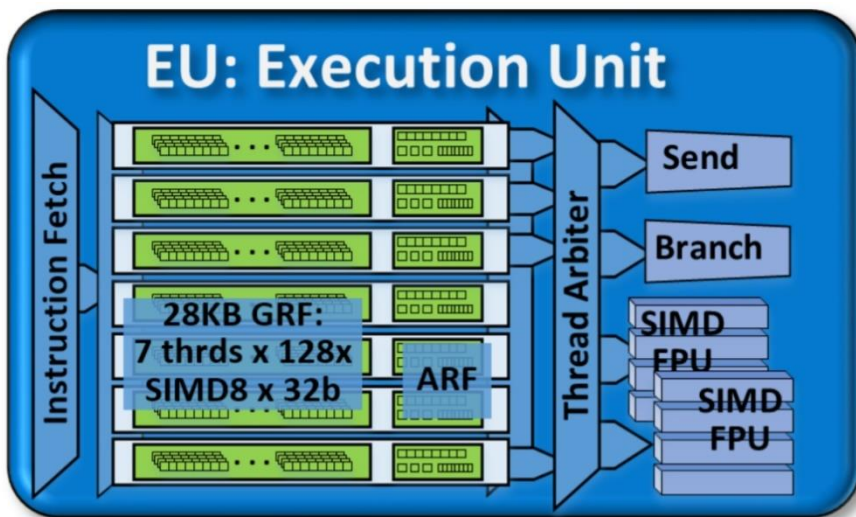 EU: Execution Unit
Instruction Fetch
28KB GRF:
7 thrds x 128x
SIMD8 x 32b
ARF
Thread Arbiter
Send
Branch
SIMD
FPU
SIMD
FPU